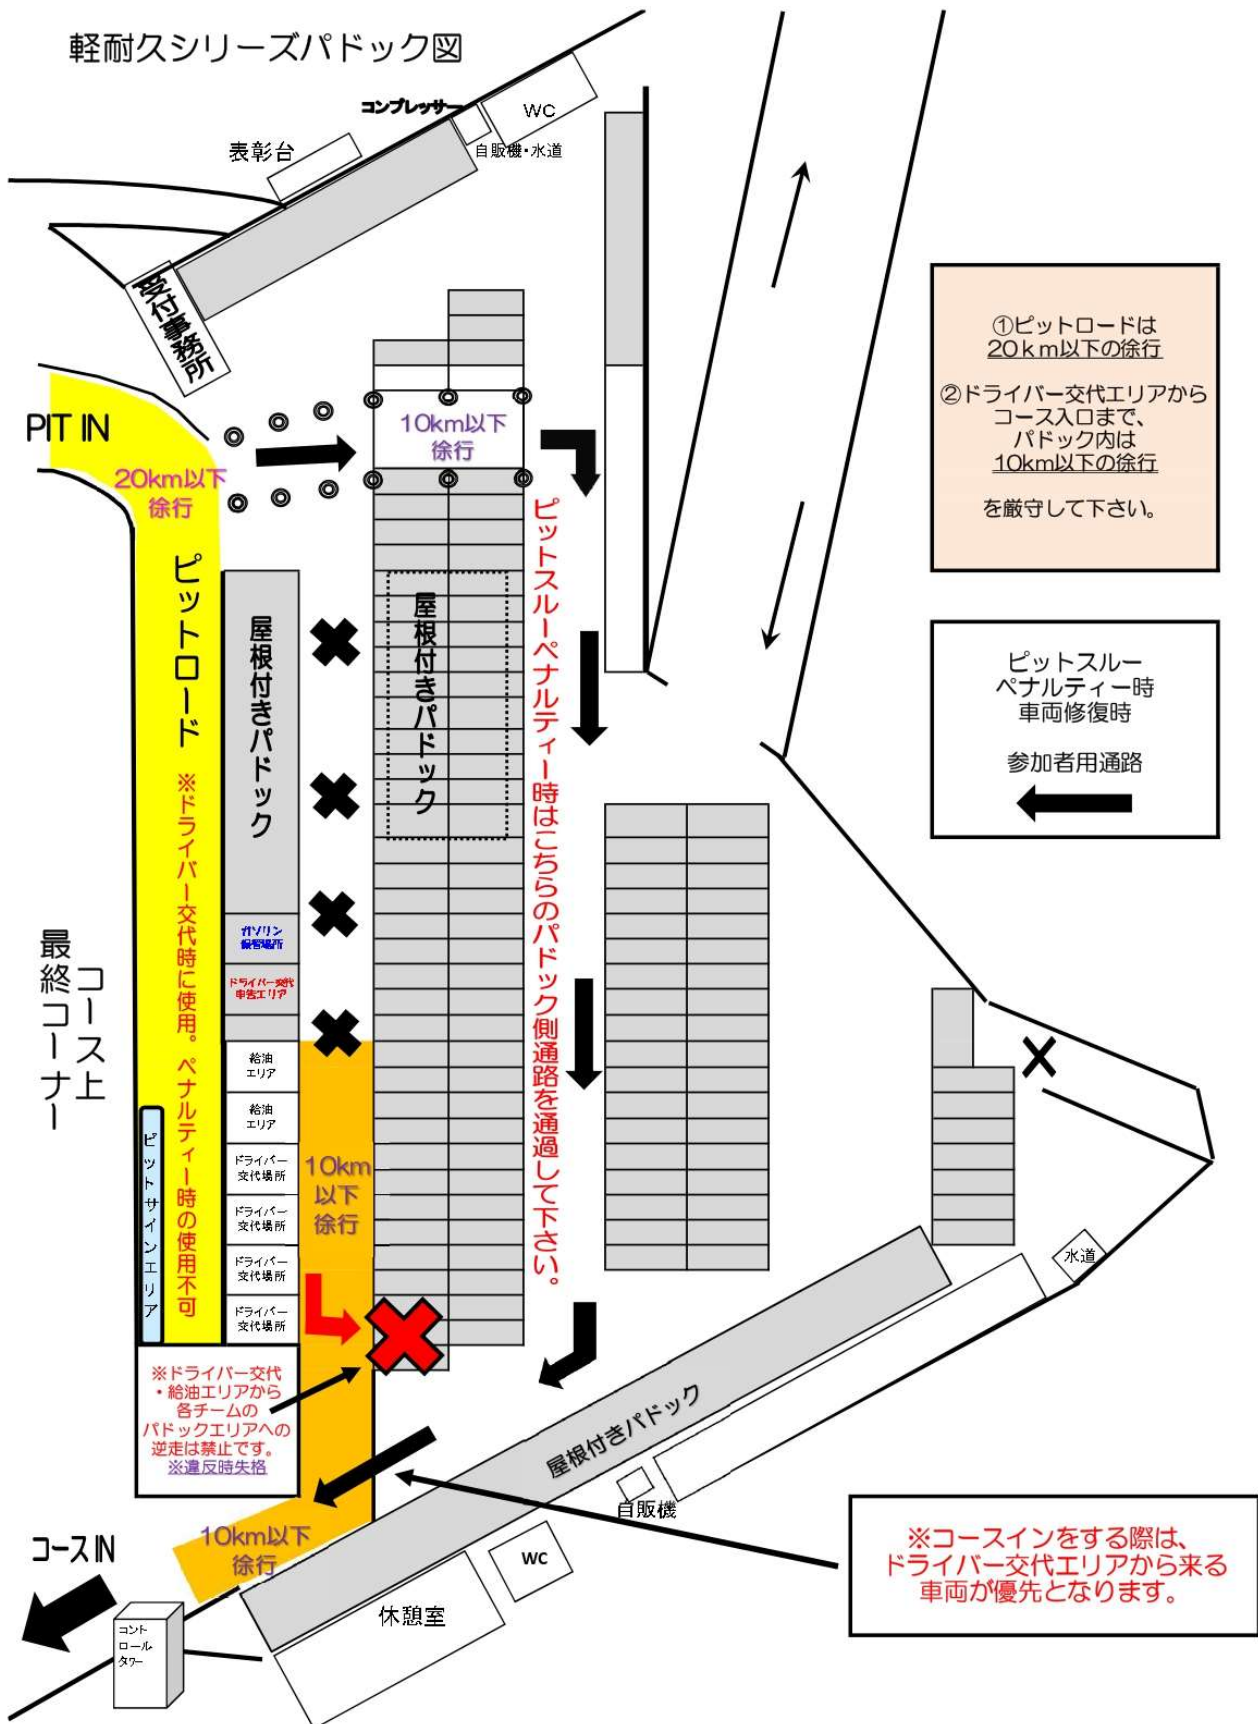 軽耐久シリーズパドック図
コンプレッサー
WC
自販機・水道
表彰台
受付事務所
PIT IN
20km以下
徐行
10km以下
徐行
①ピットロードは
20km以下の徐行
②ドライバー交代エリアから
コース入口まで、
パドック内は
10km以下の徐行
を厳守して下さい。
ピットスルー
ペナルティー時
車両修復時
参加者用通路
ピットロード
※ドライバー交代時に使用。ペナルティー時の使用不可
屋根付きパドック
屋根付きパドック
ピットスルーペナルティー時はこちらのパドック側通路を通過して下さい。
コース上
最終コーナー
ピットサインエリア
ガソリン
保管場所
ドライバー交代
申告エリア
給油
エリア
給油
エリア
ドライバー
交代場所
ドライバー
交代場所
ドライバー
交代場所
ドライバー
交代場所
10km
以下
徐行
※ドライバー交代
・給油エリアから
各チームの
パドックエリアへの
逆走は禁止です。
※違反時失格
水道
屋根付きパドック
自販機
WC
休憩室
10km以下
徐行
コースIN
コント
ロール
タワー
※コースインをする際は、
ドライバー交代エリアから来る
車両が優先となります。